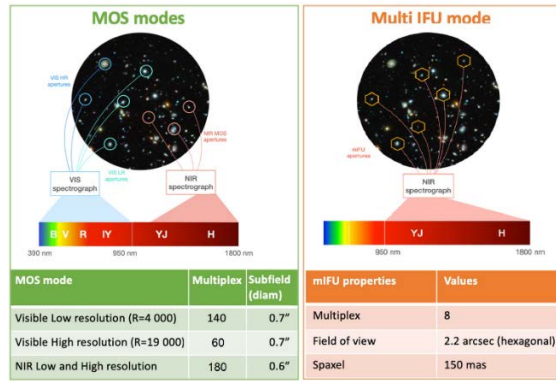 MOS modes
VIS HR
apertures
NIR MOS
apertures
VIS LR
apertures
VIS
spectrograph
NIR
spectrograph
B V R IY YJ H
390 nm 950 nm 1800 nm
MOS mode Multiplex Subfield (diam)
Visible Low resolution (R=4 000) 140 0.7”
Visible High resolution (R=19 000) 60 0.7”
NIR Low and High resolution 180 0.6”
Multi IFU mode
mIFU
apertures
NIR
spectrograph
YJ H
950 nm 1800 nm
mIFU properties Values
Multiplex 8
Field of view 2.2 arcsec (hexagonal)
Spaxel 150 mas